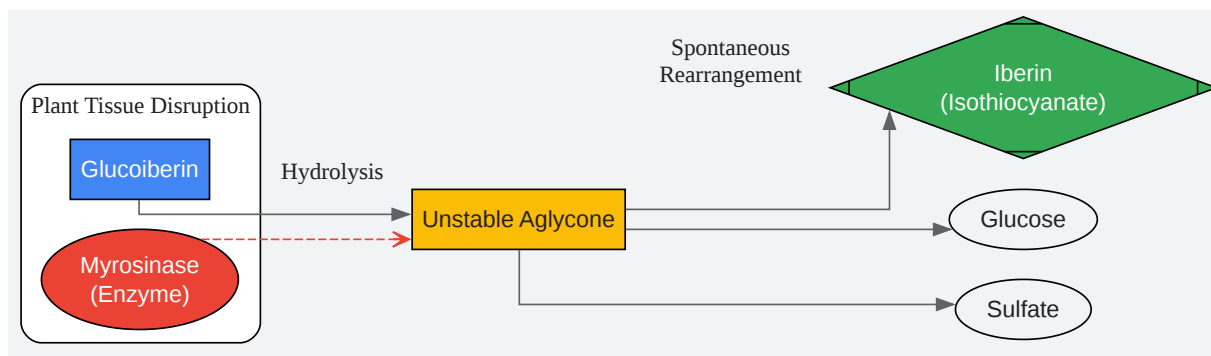 Plant Tissue Disruption
Glucoiberin
Myrosinase
(Enzyme)
Hydrolysis
Unstable Aglycone
Spontaneous
Rearrangement
Iberin
(Isothiocyanate)
Glucose
Sulfate